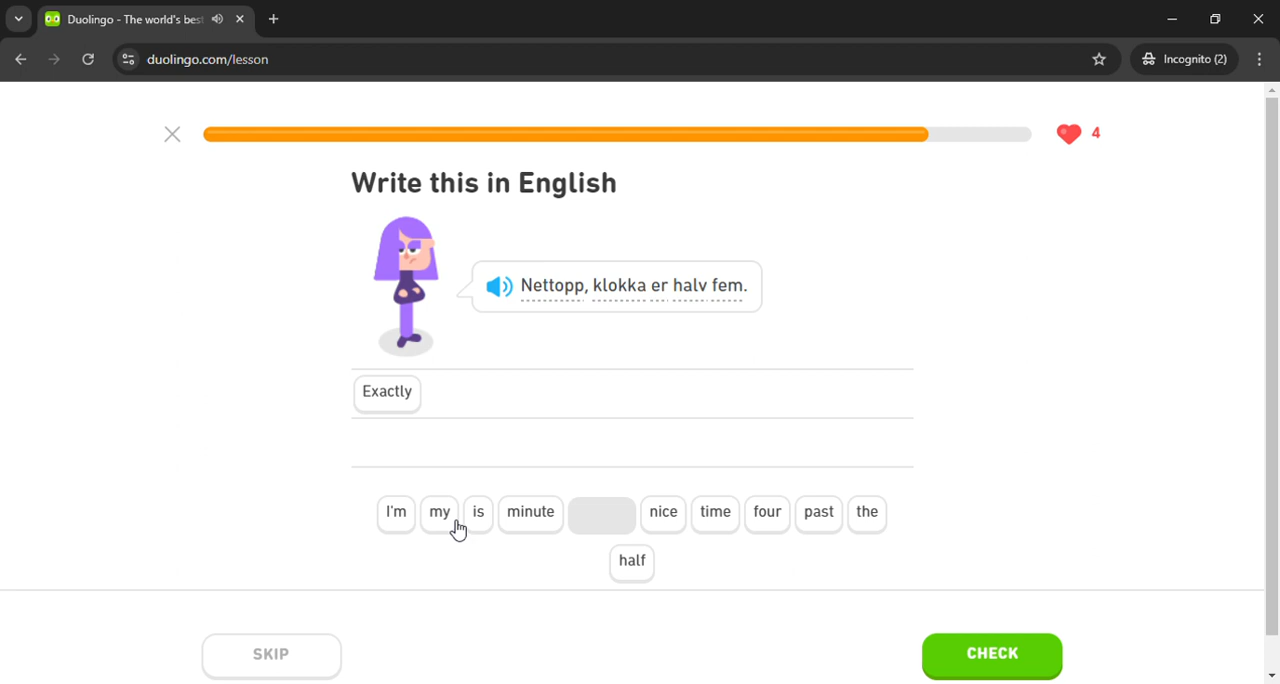 Duolingo - The world's bes
duolingo.com/lesson
Incognito (2)
4
Write this in English
Nettopp, klokka er halv fem.
Exactly
I'm my is minute nice time four past the
half
SKIP
CHECK